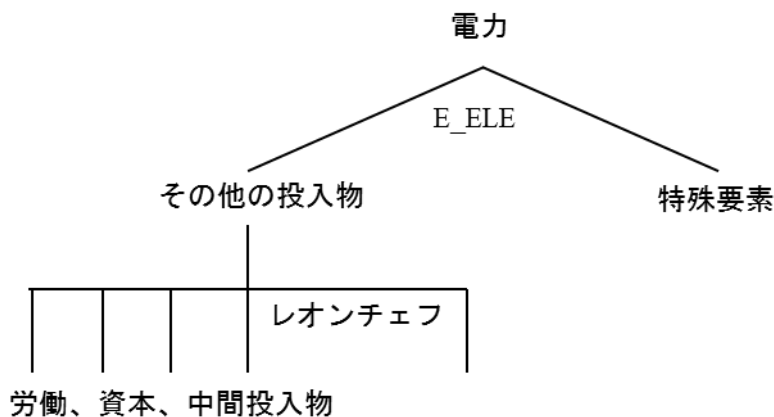 電力
E_ELE
その他の投入物
特殊要素
レオンチェフ
労働、資本、中間投入物